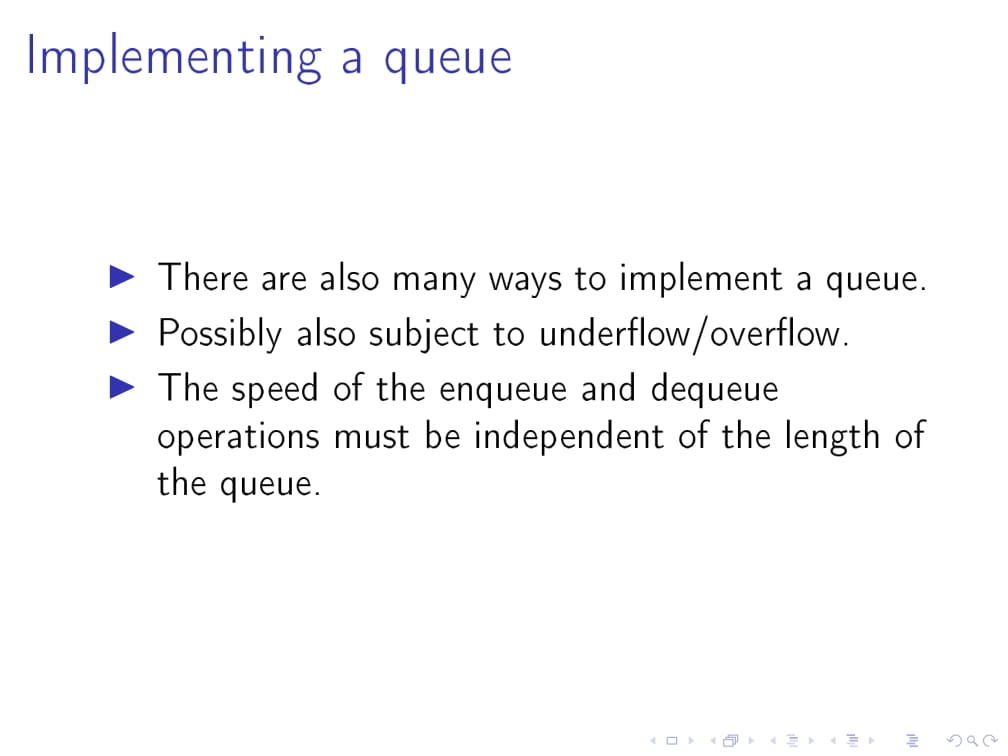 Implementing a queue
There are also many ways to implement a queue.
Possibly also subject to underflow/overflow.
The speed of the enqueue and dequeue
operations must be independent of the length of
the queue.